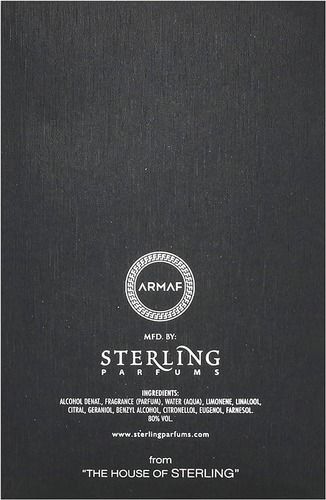 ARMAF
MFD. BY:
STERLING
PARFUMS
INGREDIENTS:
ALCOHOL DENAT., FRAGRANCE (PARFUM), WATER (AQUA), LIMONENE, LINALOOL,
CITRAL, GERANIOL, BENZYL ALCOHOL, CITRONELLOL, EUGENOL, FARNESOL.
80% VOL.
www.sterlingparfums.com
from
"THE HOUSE OF STERLING"